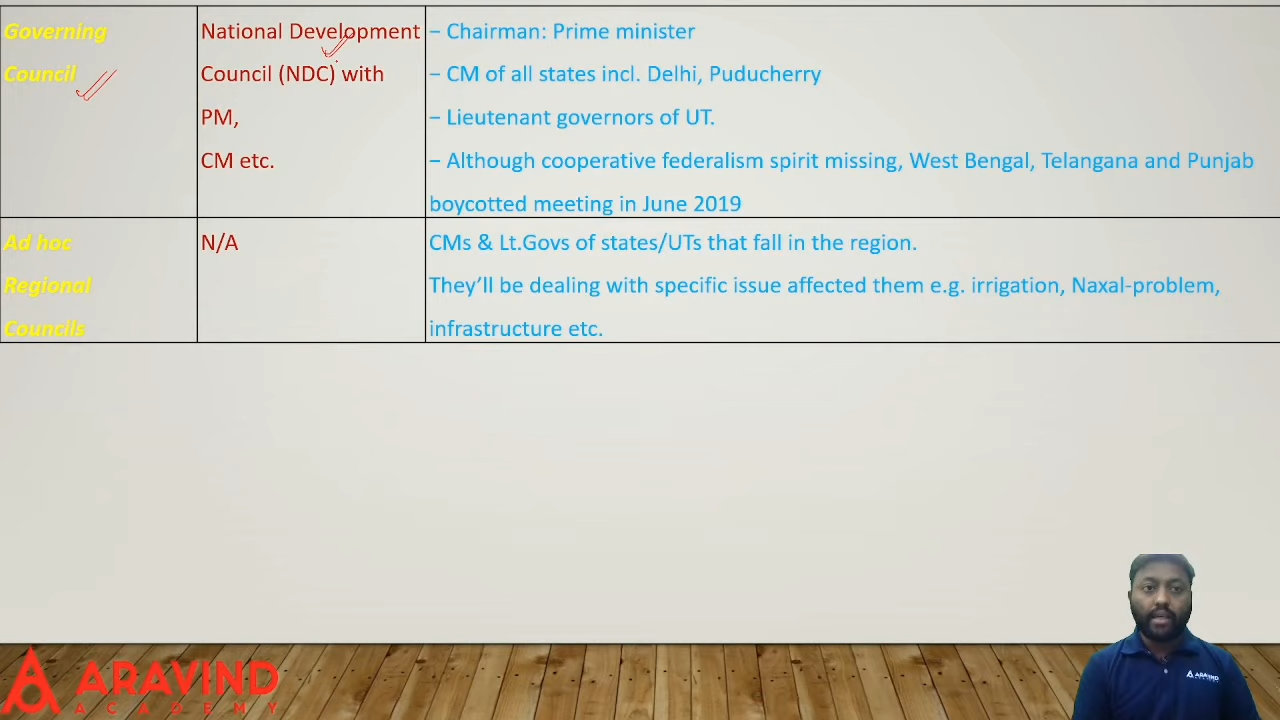 Governing
Council
National Development
Council (NDC) with
PM,
CM etc.
– Chairman: Prime minister
– CM of all states incl. Delhi, Puducherry
– Lieutenant governors of UT.
– Although cooperative federalism spirit missing, West Bengal, Telangana and Punjab
boycotted meeting in June 2019
Ad hoc
Regional
Councils
N/A
CMs & Lt.Govs of states/UTs that fall in the region.
They’ll be dealing with specific issue affected them e.g. irrigation, Naxal-problem,
infrastructure etc.
ARAVIND
ACADEMY